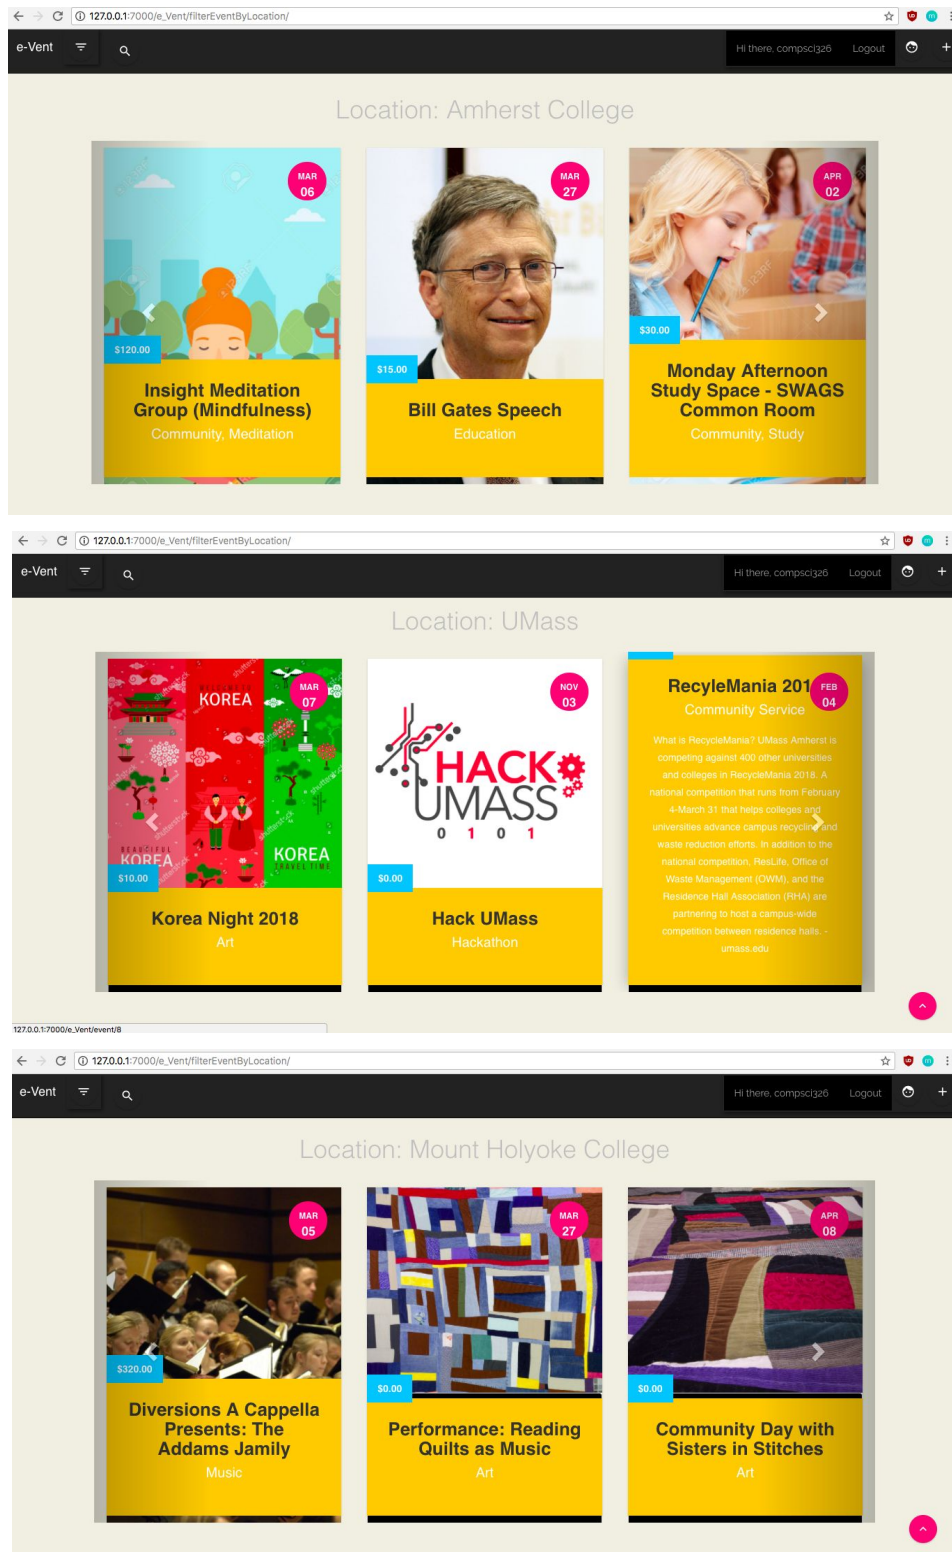 127.0.0.1:7000/e_Vent/filterEventByLocation/
e-Vent
Hi there, compsci326 Logout
Location: Amherst College
MAR
06
$120.00
Insight Meditation
Group (Mindfulness)
Community, Meditation
MAR
27
$15.00
Bill Gates Speech
Education
APR
02
$30.00
Monday Afternoon
Study Space - SWAGS
Common Room
Community, Study
127.0.0.1:7000/e_Vent/filterEventByLocation/
e-Vent
Hi there, compsci326 Logout
Location: UMass
MAR
07
KOREA
BEAUTIFUL
KOREA
KOREA
TRAVEL TIME
shutterstock
$10.00
Korea Night 2018
Art
NOV
03
HACK
UMASS
0 1 0 1
$0.00
Hack UMass
Hackathon
FEB
04
RecyleMania 201
Community Service
What is RecycleMania? UMass Amherst is
competing against 400 other universities
and colleges in RecycleMania 2018. A
national competition that runs from February
4-March 31 that helps colleges and
universities advance campus recycling and
waste reduction efforts. In addition to the
national competition, ResLife, Office of
Waste Management (OWM), and the
Residence Hall Association (RHA) are
partnering to host a campus-wide
competition between residence halls. -
umass.edu
127.0.0.1:7000/e_Vent/event/8
127.0.0.1:7000/e_Vent/filterEventByLocation/
e-Vent
Hi there, compsci326 Logout
Location: Mount Holyoke College
MAR
05
$320.00
Diversions A Cappella
Presents: The
Addams Jamily
Music
MAR
27
$0.00
Performance: Reading
Quilts as Music
Art
APR
08
$0.00
Community Day with
Sisters in Stitches
Art